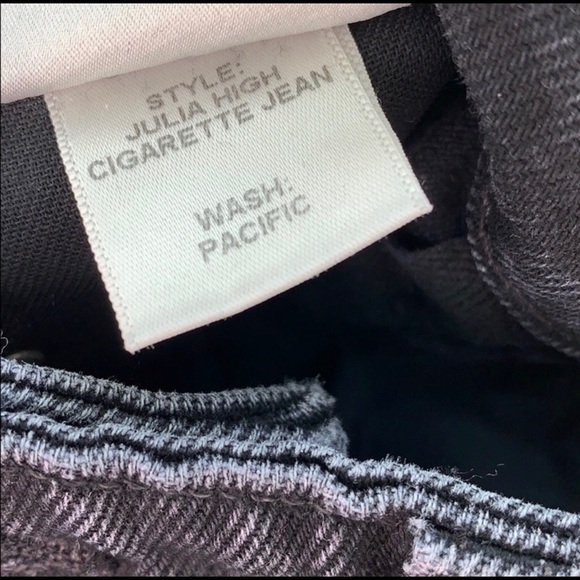 STYLE:
JULIA HIGH
CIGARETTE JEAN
WASH:
PACIFIC